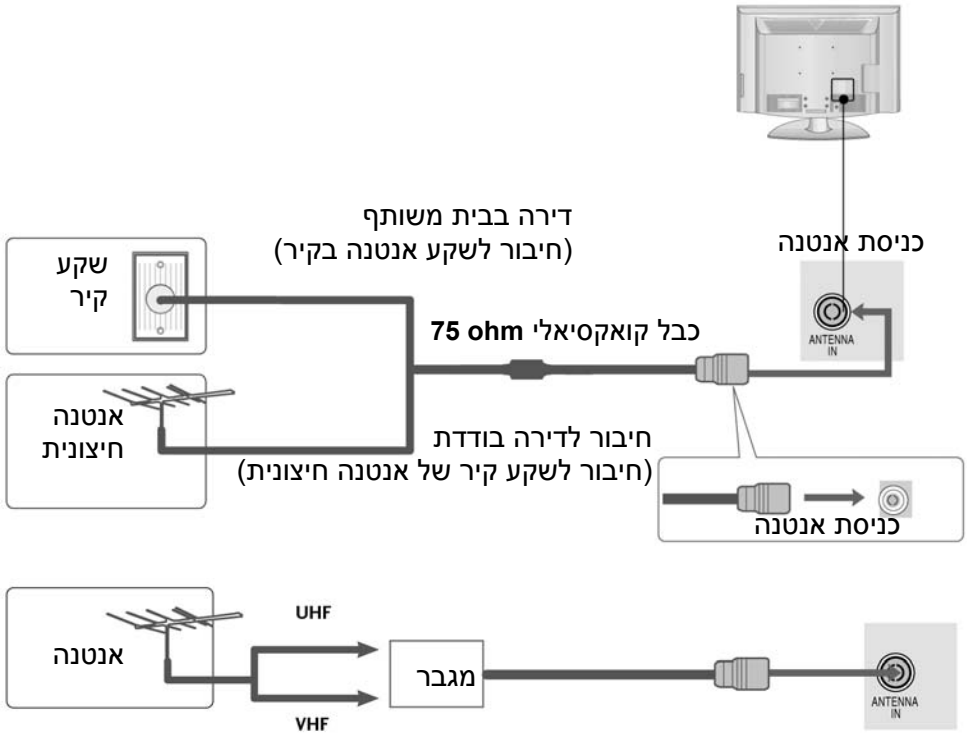 דירה בבית משותף
(חיבור לשקע אנטנה בקיר)
כניסת אנטנה
שקע
קיר
ANTENNA
IN
כבל קואקסיאלי 75 ohm
אנטנה
חיצונית
חיבור לדירה בודדת
(חיבור לשקע קיר של אנטנה חיצונית)
כניסת אנטנה
אנטנה
UHF
VHF
מגבר
ANTENNA
IN